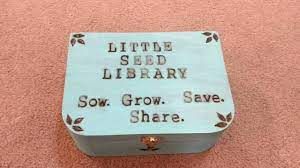 LITTLE
SEED
LIBRARY
Sow. Grow. Save.
Share.